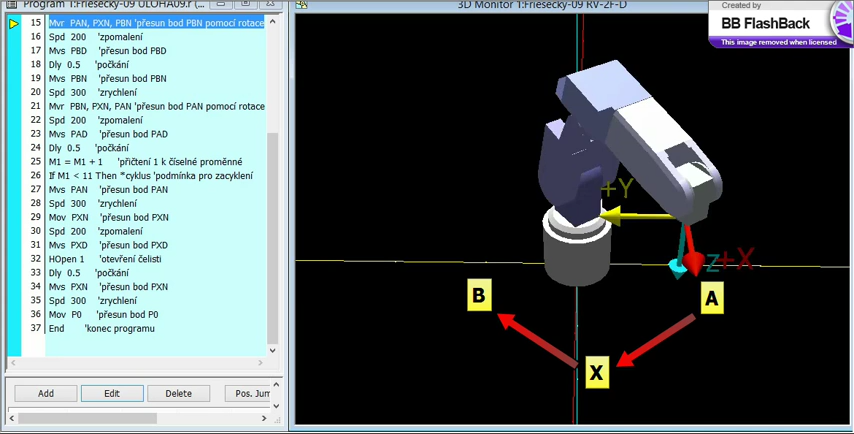 Program 1:Friesecky-09 ULOHA09.r (...
15 Mvr PAN, PXN, PBN 'přesun bod PBN pomocí rotace
16 Spd 200 'zpomalení
17 Mvs PBD 'přesun bod PBD
18 Dly 0.5 'počkání
19 Mvs PBN 'přesun bod PBN
20 Spd 300 'zrychlení
21 Mvr PBN, PXN, PAN 'přesun bod PAN pomocí rotace
22 Spd 200 'zpomalení
23 Mvs PAD 'přesun bod PAD
24 Dly 0.5 'počkání
25 M1 = M1 + 1 'přičtení 1 k číselné proměnné
26 If M1 < 11 Then *cyklus 'podmínka pro zacyklení
27 Mvs PAN 'přesun bod PAN
28 Spd 300 'zrychlení
29 Mov PXN 'přesun bod PXN
30 Spd 200 'zpomalení
31 Mvs PXD 'přesun bod PXD
32 HOpen 1 'otevření čelisti
33 Dly 0.5 'počkání
34 Mvs PXN 'přesun bod PXN
35 Spd 300 'zrychlení
36 Mov P0 'přesun bod P0
37 End 'konec programu
Add Edit Delete Pos. Jum
3D Monitor 1:Friesecky-09 RV-2F-D
Created by
BB FlashBack
This image removed when licensed
+Y
z +X
B
A
X